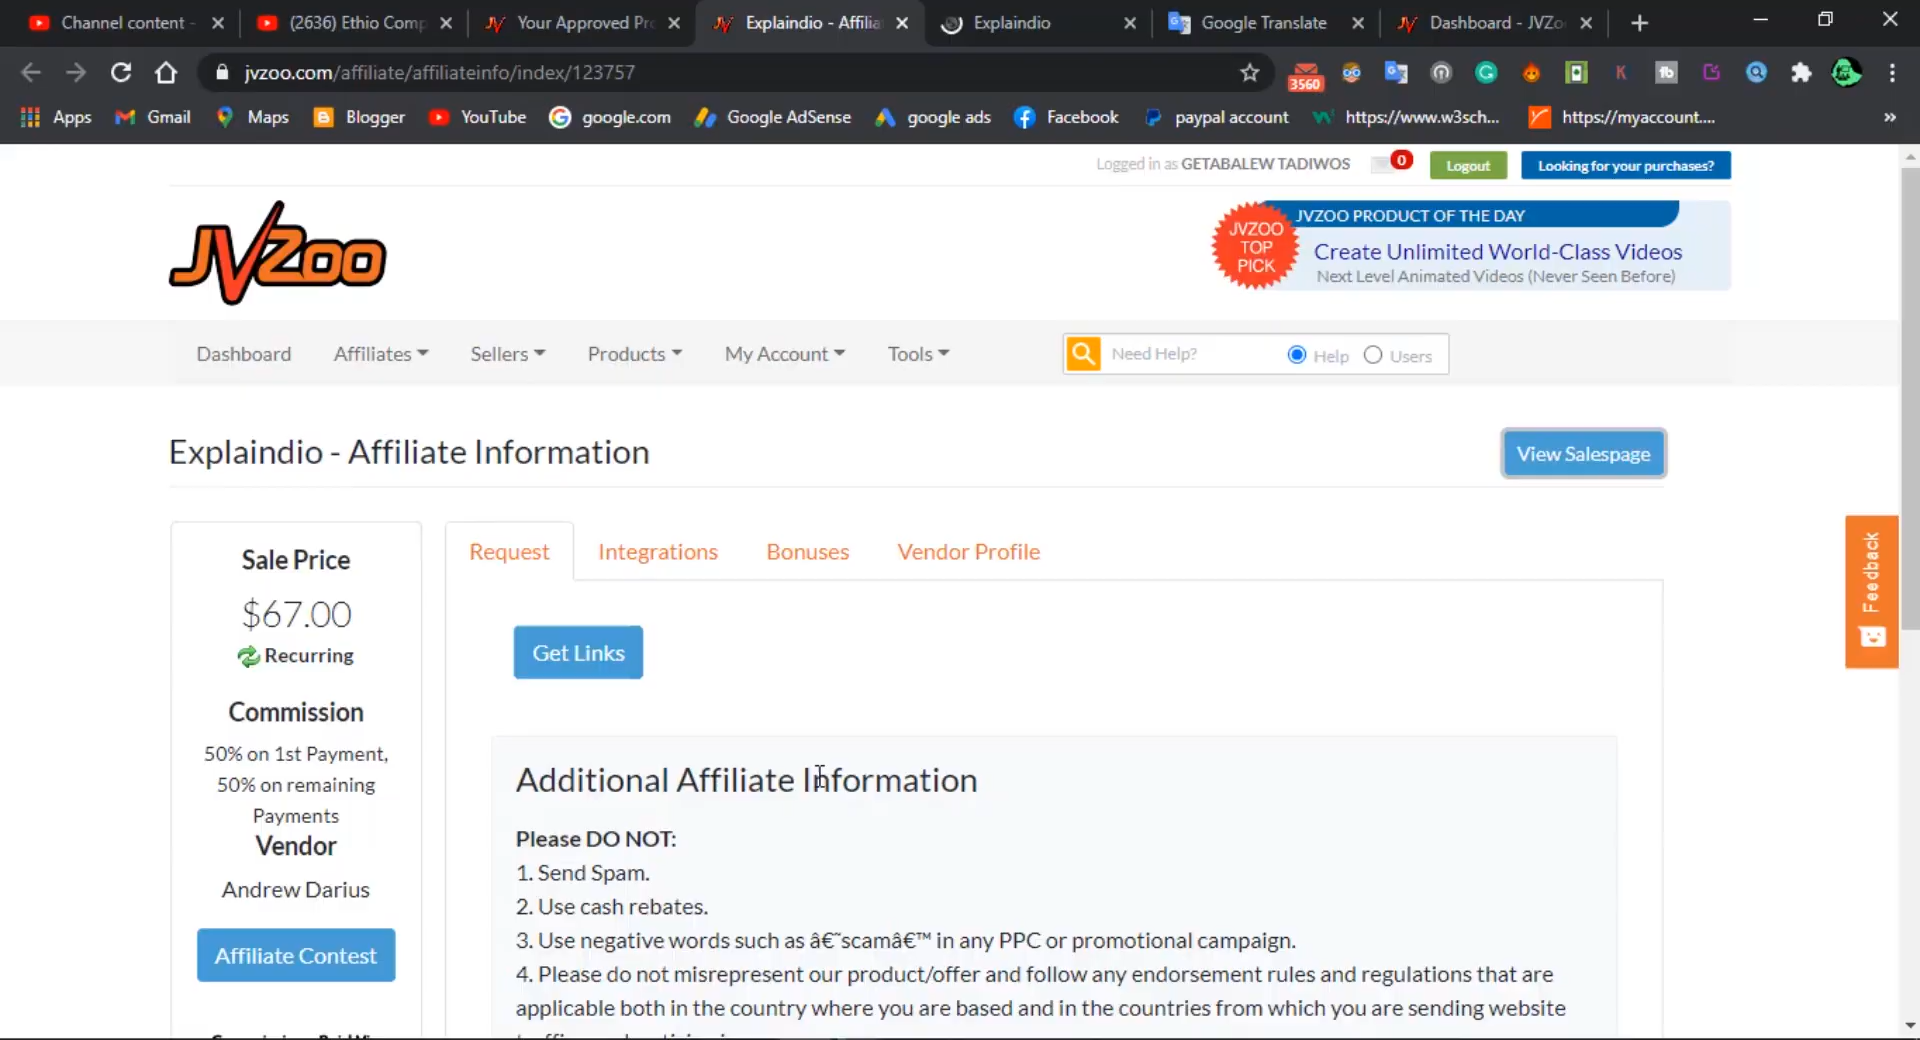 Channel content -
(2636) Ethio Comp
Your Approved Pr
Explaindio - Affilia
Explaindio
Google Translate
Dashboard - JVZo
jvzoo.com/affiliate/affiliateinfo/index/123757
3560
Apps
Gmail
Maps
Blogger
YouTube
google.com
Google AdSense
google ads
Facebook
paypal account
https://www.w3sch...
https://myaccount....
»
Logged in as GETABALEW TADIWOS
0
Logout
Looking for your purchases?
JVZoo
JVZOO TOP PICK
JVZOO PRODUCT OF THE DAY
Create Unlimited World-Class Videos
Next Level Animated Videos (Never Seen Before)
Dashboard
Affiliates
Sellers
Products
My Account
Tools
Need Help?
Help
Users
Explaindio - Affiliate Information
View Salespage
Feedback
Sale Price
$67.00
Recurring
Commission
50% on 1st Payment,
50% on remaining
Payments
Vendor
Andrew Darius
Affiliate Contest
Request
Integrations
Bonuses
Vendor Profile
Get Links
Additional Affiliate Information
Please DO NOT:
1. Send Spam.
2. Use cash rebates.
3. Use negative words such as â€˜scamâ€™ in any PPC or promotional campaign.
4. Please do not misrepresent our product/offer and follow any endorsement rules and regulations that are
applicable both in the country where you are based and in the countries from which you are sending website